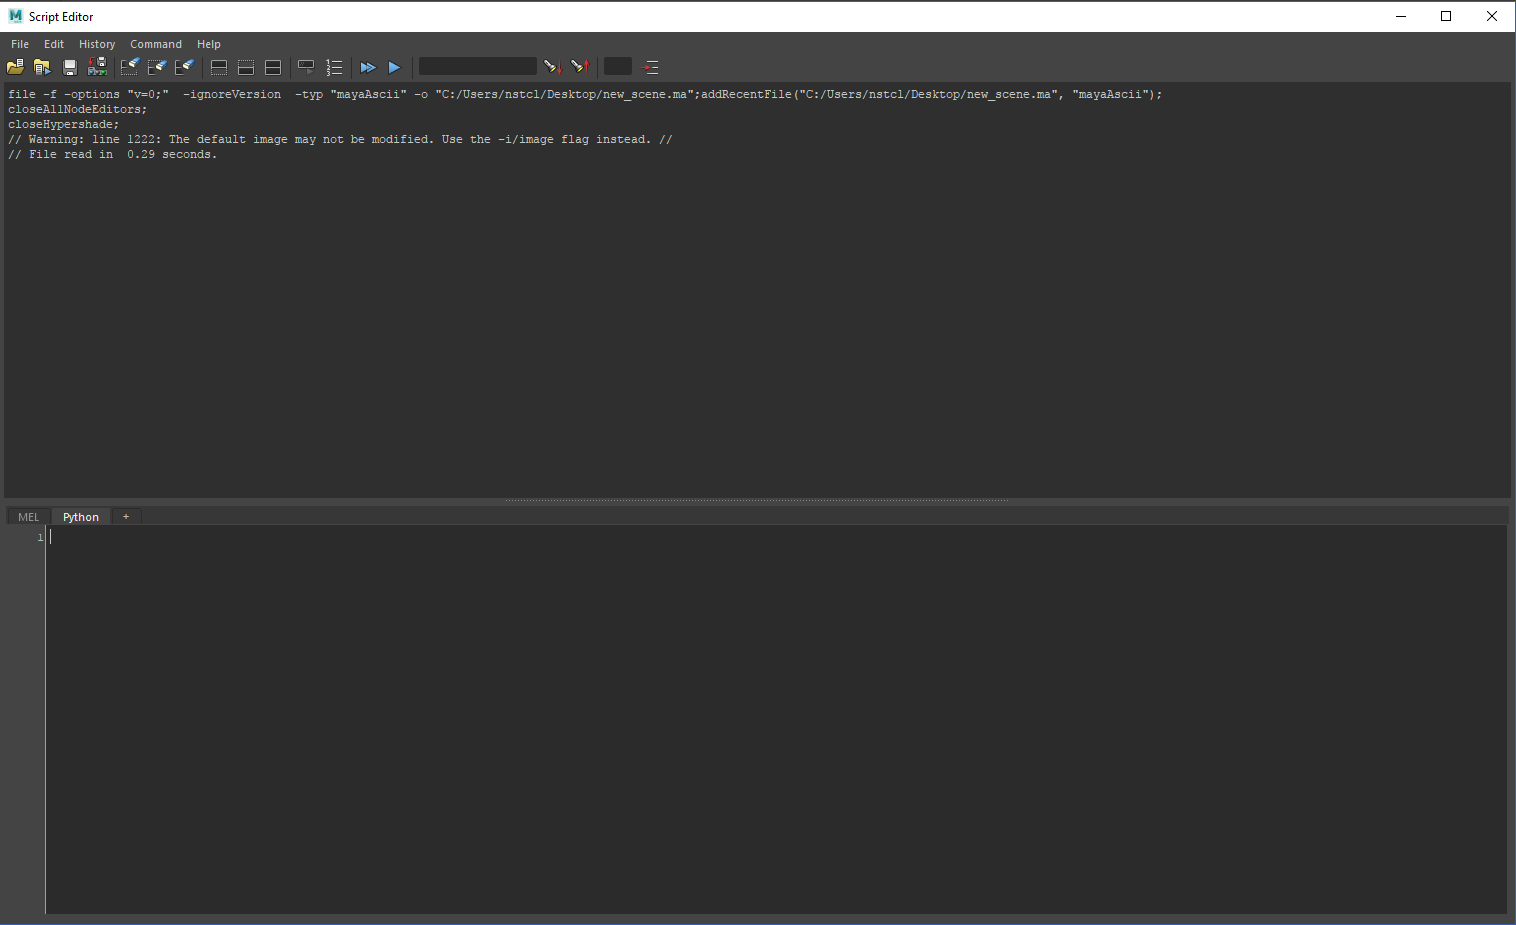 Script Editor
File Edit History Command Help
file -f -options "v=0;"  -ignoreVersion  -typ "mayaAscii" -o "C:/Users/nstcl/Desktop/new_scene.ma";addRecentFile("C:/Users/nstcl/Desktop/new_scene.ma", "mayaAscii");
closeAllNodeEditors;
closeHypershade;
// Warning: line 1222: The default image may not be modified. Use the -i/image flag instead. //
// File read in  0.29 seconds.
MEL Python +
1